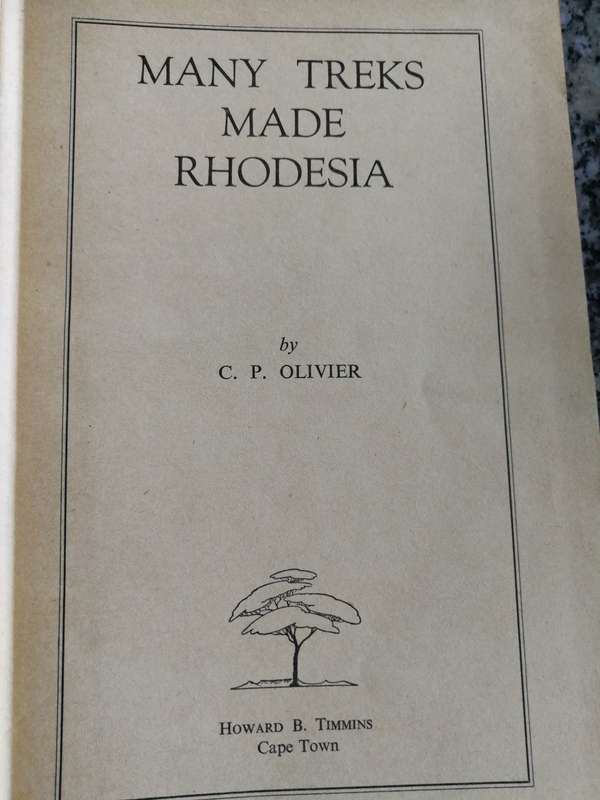 MANY TREKS
MADE
RHODESIA
by
C. P. OLIVIER
HOWARD B. TIMMINS
Cape Town